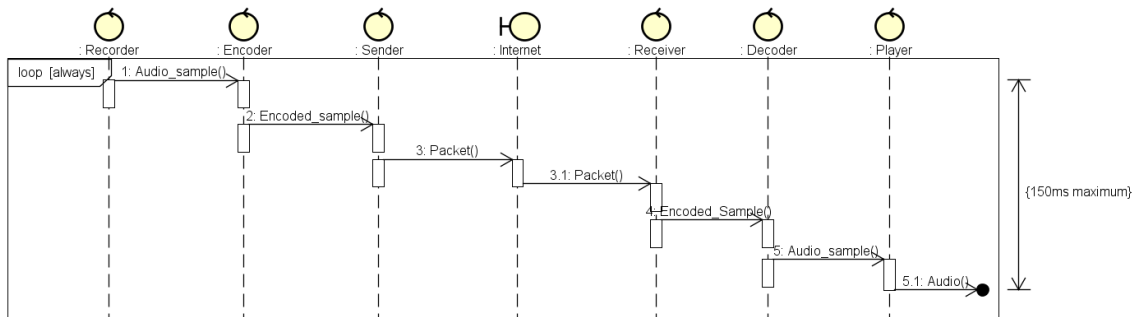 : Recorder
: Encoder
: Sender
: Internet
: Receiver
: Decoder
: Player
loop [always]
1: Audio_sample()
2: Encoded_sample()
3: Packet()
3.1: Packet()
{150ms maximum}
4: Encoded_Sample()
5: Audio_sample()
5.1: Audio()